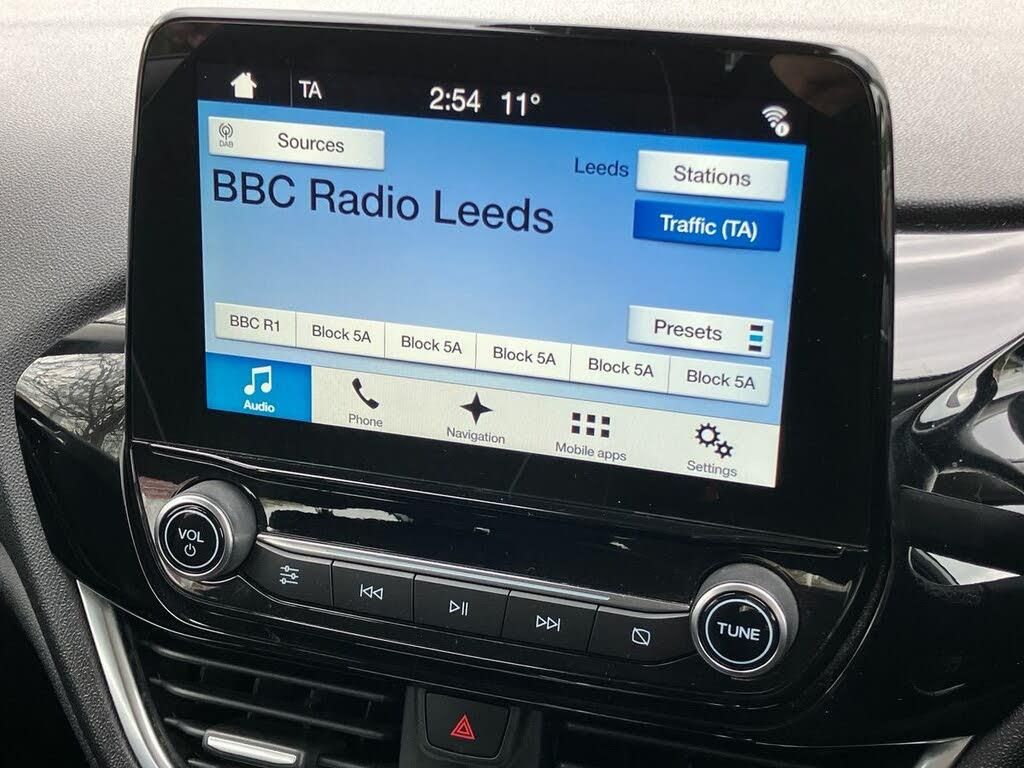 TA
2:54 11°
DAB
Sources
Leeds
Stations
BBC Radio Leeds
Traffic (TA)
Presets
BBC R1
Block 5A
Block 5A
Block 5A
Block 5A
Block 5A
Audio
Phone
Navigation
Mobile apps
Settings
VOL
TUNE